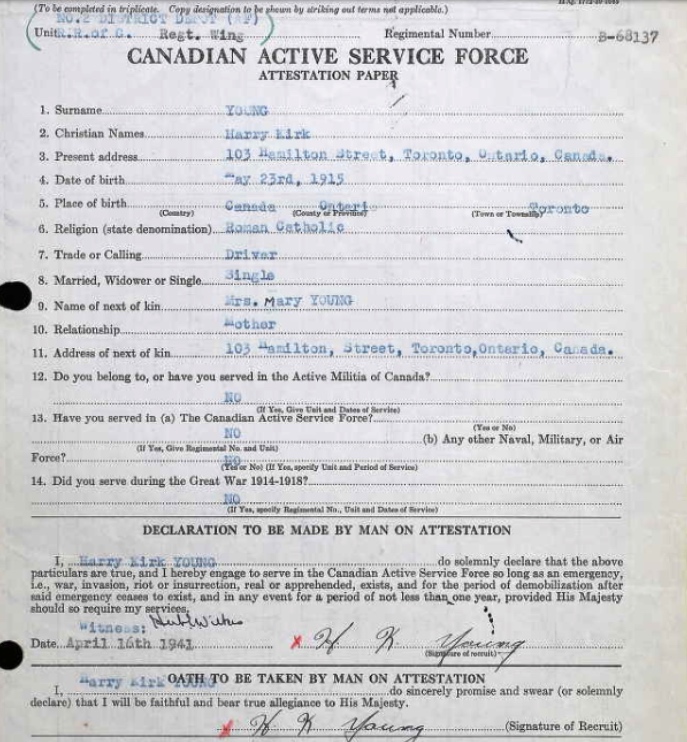 (To be completed in triplicate. Copy designation to be shown by striking out terms not applicable.)
NO.2 DISTRICT DEPOT (AF)
Unit R.R.of C. Regt. Wing Regimental Number B-68137
CANADIAN ACTIVE SERVICE FORCE
ATTESTATION PAPER
1. Surname YOUNG
2. Christian Names Harry Kirk
3. Present address 103 Hamilton Street, Toronto, Ontario, Canada.
4. Date of birth May 23rd, 1915
5. Place of birth Canada Ontari Toronto
(Country) (County or Province) (Town or Township)
6. Religion (state denomination) Roman Catholic
7. Trade or Calling Driver
8. Married, Widower or Single Single
9. Name of next of kin Mrs. Mary YOUNG
10. Relationship Mother
11. Address of next of kin 103 Hamilton, Street, Toronto,Ontario, Canada.
12. Do you belong to, or have you served in the Active Militia of Canada?
NO
(If Yes, Give Unit and Dates of Service)
13. Have you served in (a) The Canadian Active Service Force?
(Yes or No)
NO (b) Any other Naval, Military, or Air
(If Yes, Give Regimental No. and Unit)
Force? NO
(Yes or No) (If Yes, specify Unit and Period of Service)
14. Did you serve during the Great War 1914-1918?
NO
(If Yes, specify Regimental No., Unit and Dates of Service)
DECLARATION TO BE MADE BY MAN ON ATTESTATION
I, Harry Kirk YOUNG do solemnly declare that the above
particulars are true, and I hereby engage to serve in the Canadian Active Service Force so long as an emergency,
i.e., war, invasion, riot or insurrection, real or apprehended, exists, and for the period of demobilization after
said emergency ceases to exist, and in any event for a period of not less than one year, provided His Majesty
should so require my services.
Witness:
Date April 16th 1941 x H K Young
(Signature of recruit)
OATH TO BE TAKEN BY MAN ON ATTESTATION
I, Harry Kirk YOUNG do sincerely promise and swear (or solemnly
declare) that I will be faithful and bear true allegiance to His Majesty.
x H K Young (Signature of Recruit)